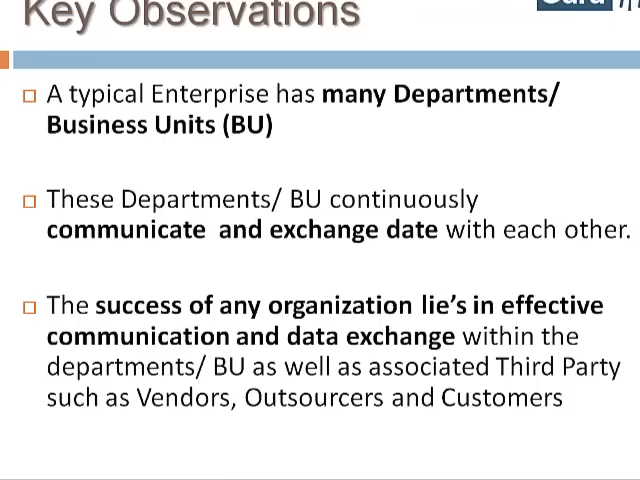 Key Observations
A typical Enterprise has many Departments/
Business Units (BU)
These Departments/ BU continuously
communicate and exchange date with each other.
The success of any organization lie's in effective
communication and data exchange within the
departments/ BU as well as associated Third Party
such as Vendors, Outsourcers and Customers